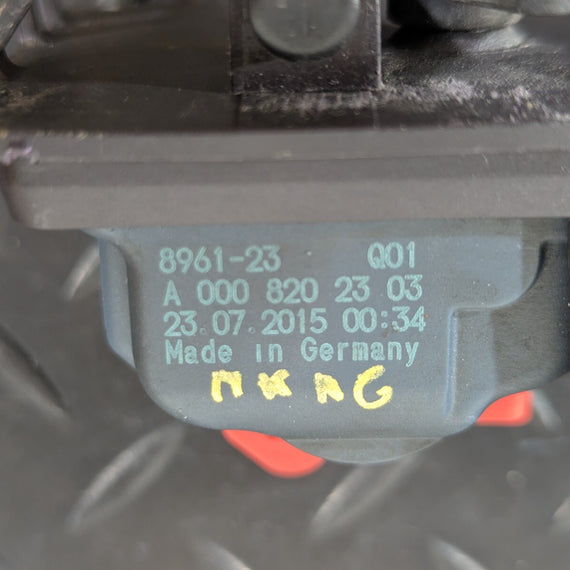 8961-23 Q01
A 000 820 23 03
23.07.2015 00:34
Made in Germany